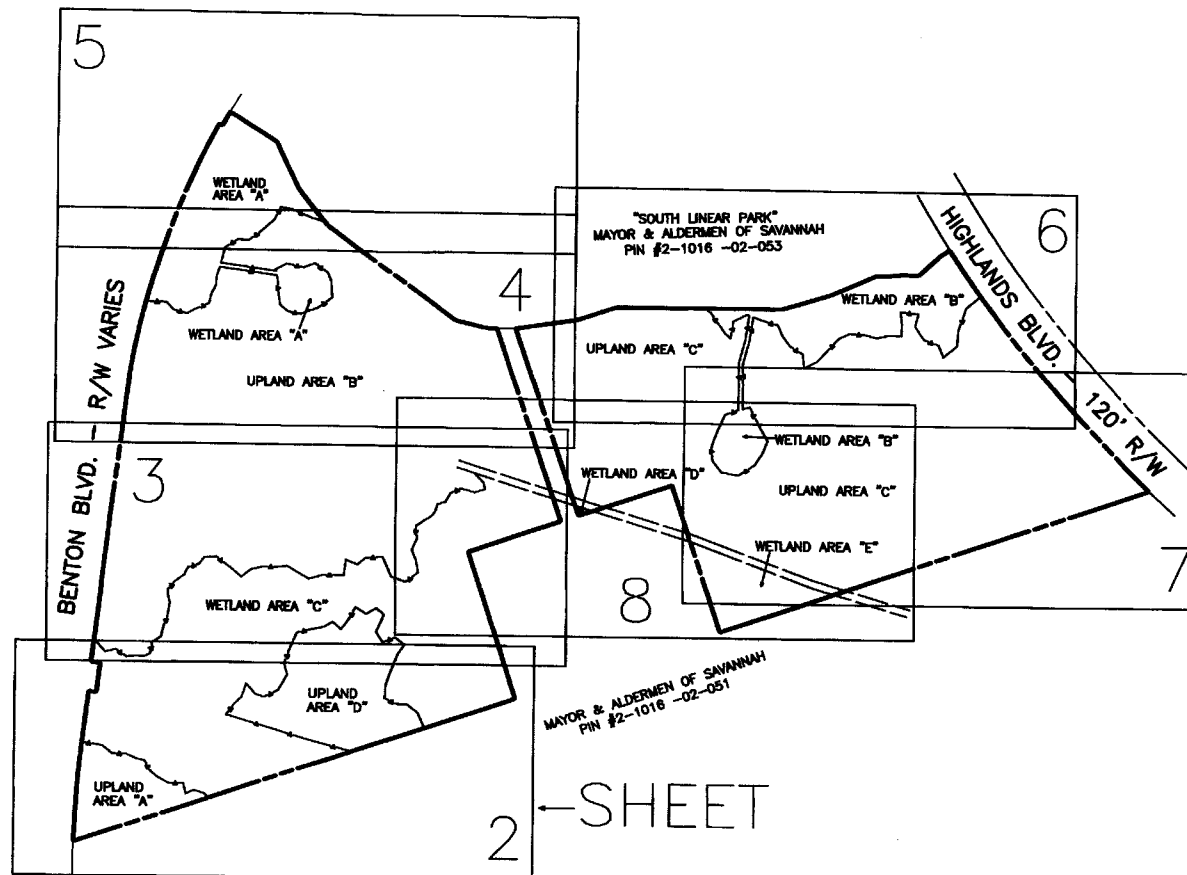 5
WETLAND
AREA "A"
"SOUTH LINEAR PARK"
MAYOR & ALDERMEN OF SAVANNAH
PIN #2-1016 -02-053
6
HIGHLANDS BLVD.
120' R/W
4
WETLAND AREA "B"
WETLAND AREA "A"
UPLAND AREA "C"
UPLAND AREA "B"
BENTON BLVD. - R/W VARIES
3
WETLAND AREA "B"
WETLAND AREA "D"
UPLAND AREA "C"
WETLAND AREA "E"
7
WETLAND AREA "C"
8
MAYOR & ALDERMEN OF SAVANNAH
PIN #2-1016 -02-051
UPLAND
AREA "D"
UPLAND
AREA "A"
SHEET
2